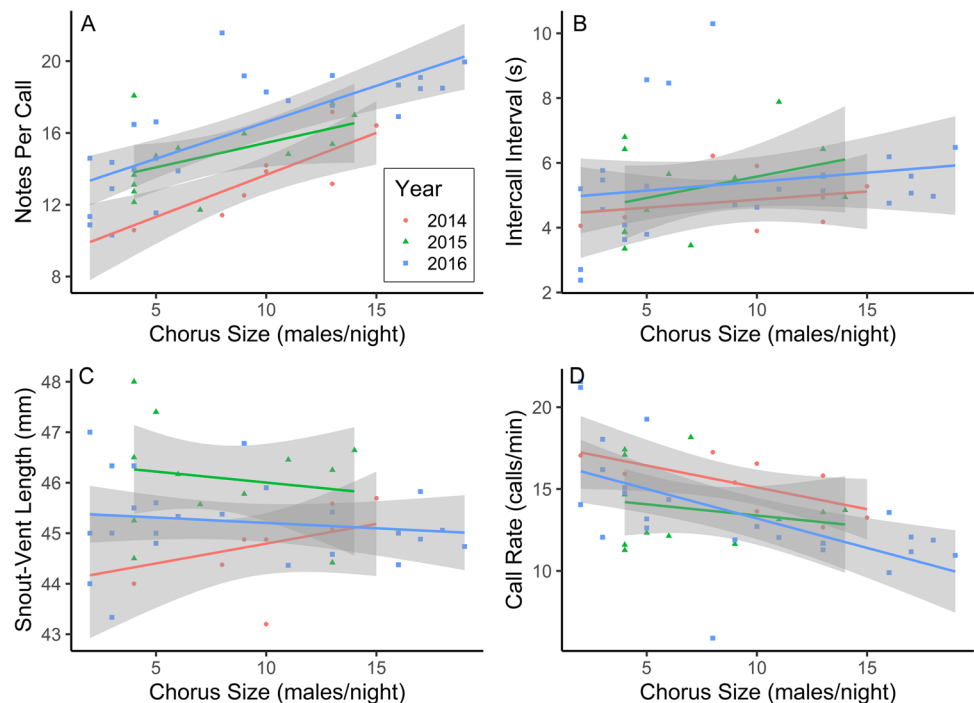 A
Notes Per Call
20
16
12
8
5
10
15
Chorus Size (males/night)
Year
2014
2015
2016
B
Intercall Interval (s)
10
8
6
4
2
5
10
15
Chorus Size (males/night)
C
Snout-Vent Length (mm)
48
47
46
45
44
43
5
10
15
Chorus Size (males/night)
D
Call Rate (calls/min)
20
15
10
5
10
15
Chorus Size (males/night)